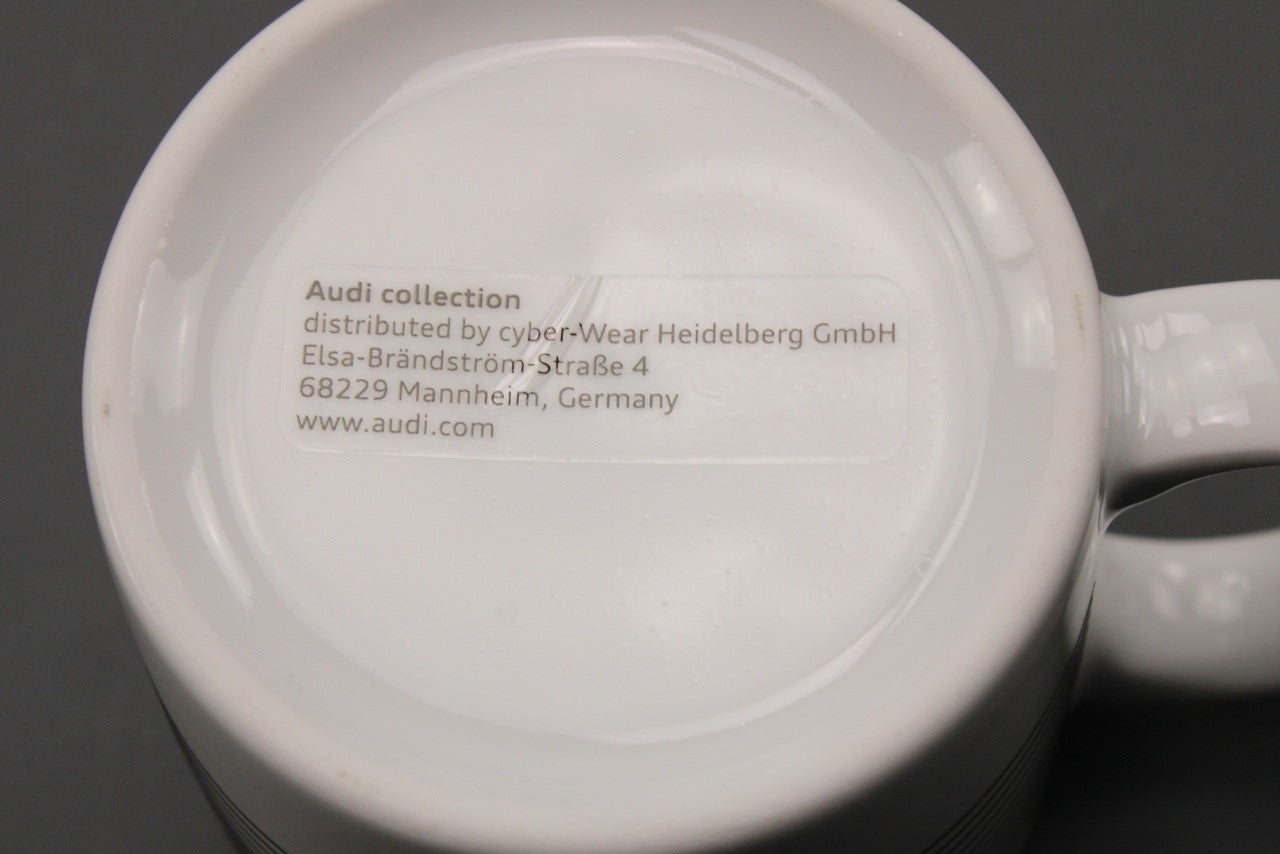 Audi collection
distributed by cyber-Wear Heidelberg GmbH
Elsa-Brändström-Straße 4
68229 Mannheim, Germany
www.audi.com